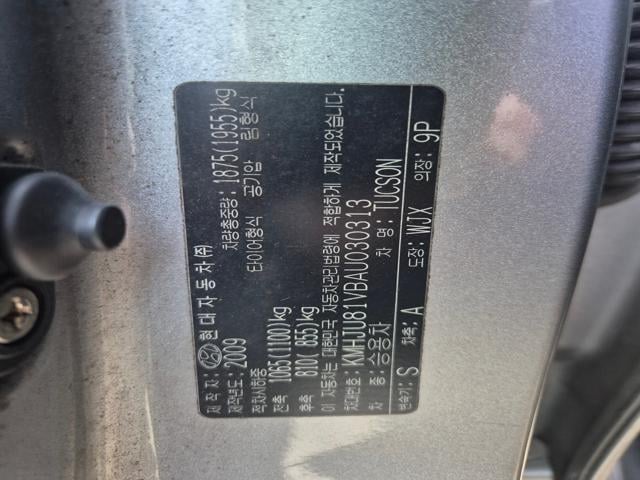 제 작 자: 현대자동차㈜
제작년도: 2009 차량총중량: 1875(1955)kg
적차시하중 타이어형식 공기압 림형식
전축 1065(1100)kg
후축 810( 855)kg
이 자동차는 대한민국 자동차관리법령에 적합하게 제작되었습니다.
차대번호: KMHJU81VBAU030313
차 종: 승용차 차 명: TUCSON
변속기: S 차축: A 도장: WJX 의장: 9P